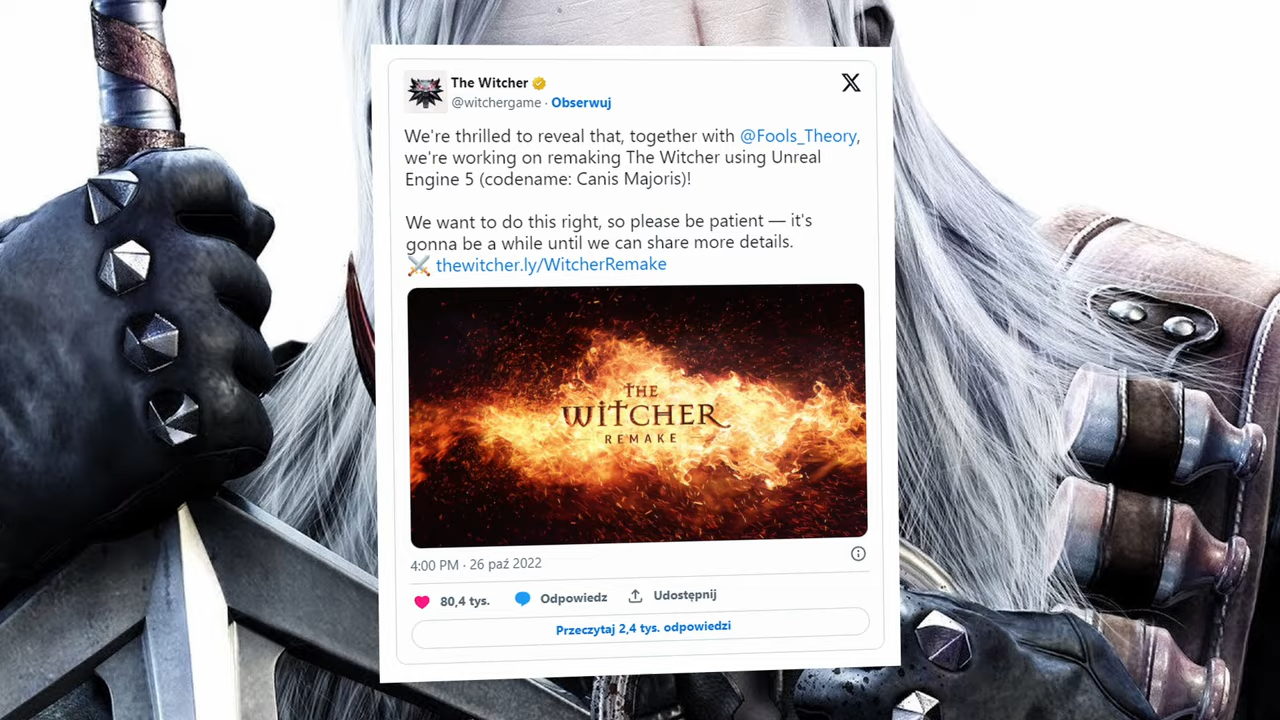 The Witcher
@witchergame · Obserwuj
We're thrilled to reveal that, together with @Fools_Theory,
we're working on remaking The Witcher using Unreal
Engine 5 (codename: Canis Majoris)!
We want to do this right, so please be patient — it's
gonna be a while until we can share more details.
⚔️ thewitcher.ly/WitcherRemake
THE
WITCHER
REMAKE
4:00 PM · 26 paź 2022
80,4 tys. Odpowiedz Udostępnij
Przeczytaj 2,4 tys. odpowiedzi